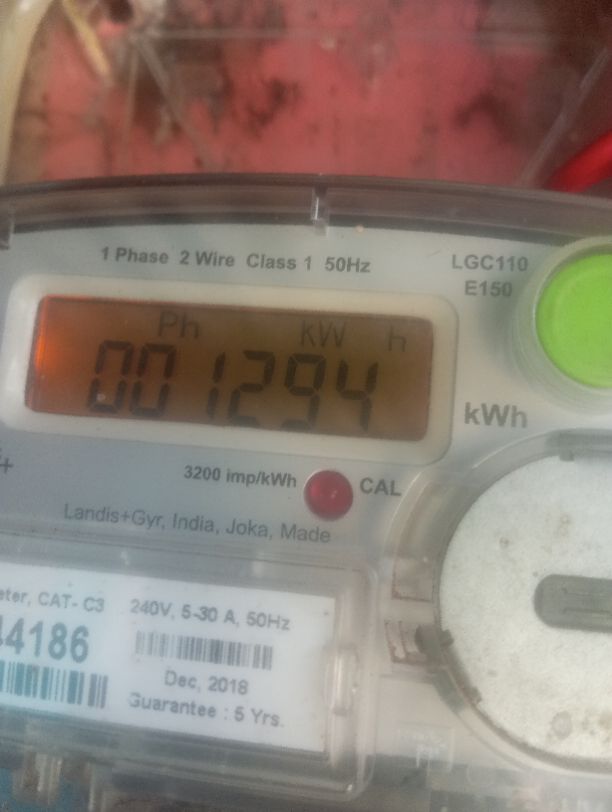 1 Phase 2 Wire Class 1 50Hz
LGC110
E150
Ph kW h
001294
kWh
3200 imp/kWh CAL
Landis+Gyr, India, Joka, Made
CAT- C3
4186
240V, 5-30 A, 50Hz
Dec, 2018
Guarantee : 5 Yrs.